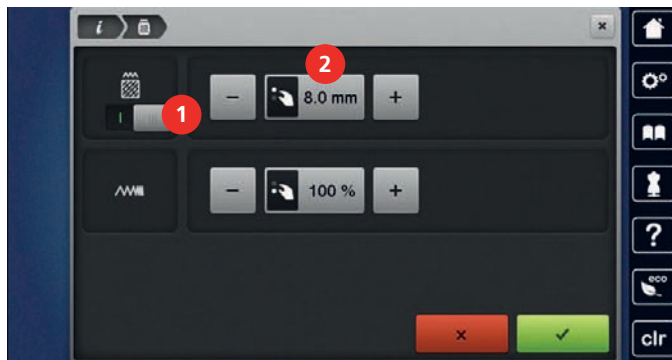 i
×
1
− 2 8.0 mm +
− 100 % +
?
eco
clr